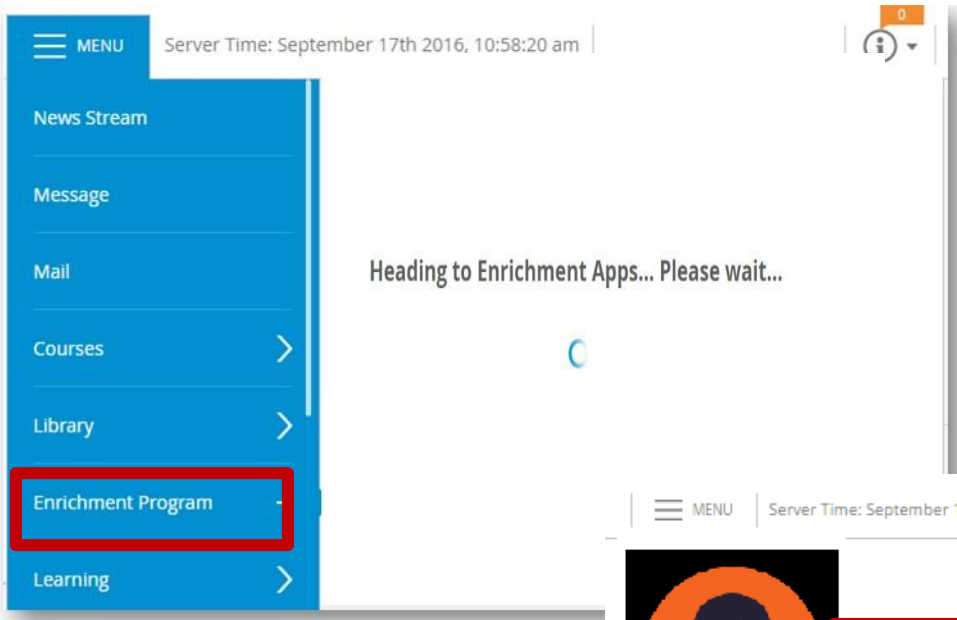 0
MENU Server Time: September 17th 2016, 10:58:20 am
News Stream
Message
Mail
Heading to Enrichment Apps... Please wait...
Courses
Library
Enrichment Program
MENU Server Time: September
Learning